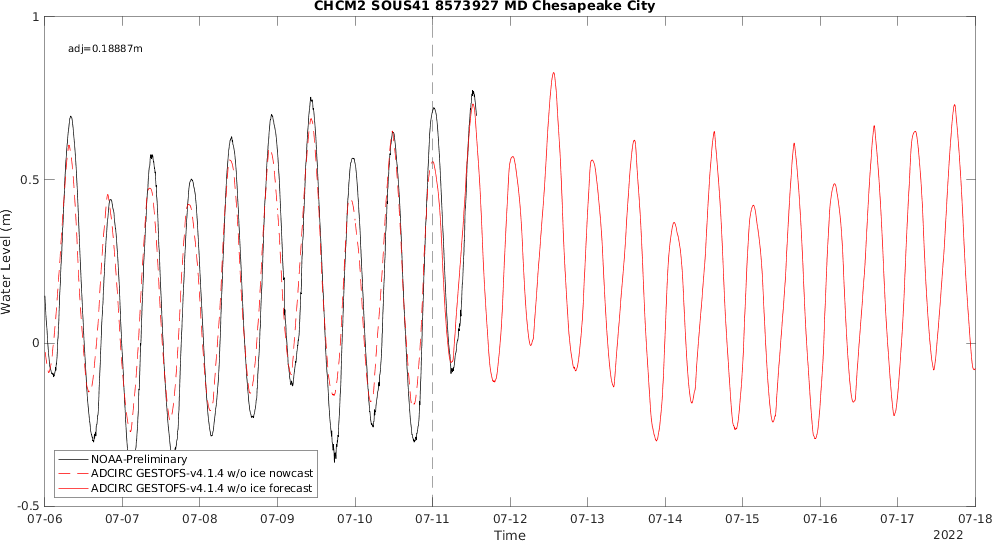 CHCM2 SOUS41 8573927 MD Chesapeake City
adj=0.18887m
Water Level (m)
1
0.5
0
-0.5
NOAA-Preliminary
ADCIRC GESTOFS-v4.1.4 w/o ice nowcast
ADCIRC GESTOFS-v4.1.4 w/o ice forecast
07-06 07-07 07-08 07-09 07-10 07-11 07-12 07-13 07-14 07-15 07-16 07-17 07-18
Time
2022